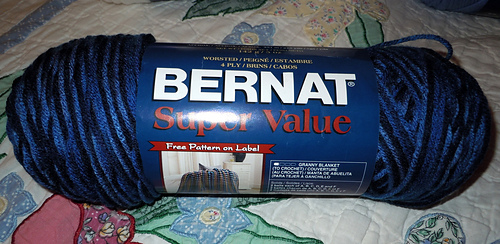 WORSTED / PEIGNÉ / ESTAMBRE
4 PLY / BRINS / CABOS
BERNAT®
Super Value
Free Pattern on Label
GRANNY BLANKET
(TO CROCHET) / COUVERTURE
(AU CROCHET) / MANTA DE ABUELITA
(PARA TEJER A GANCHILLO)